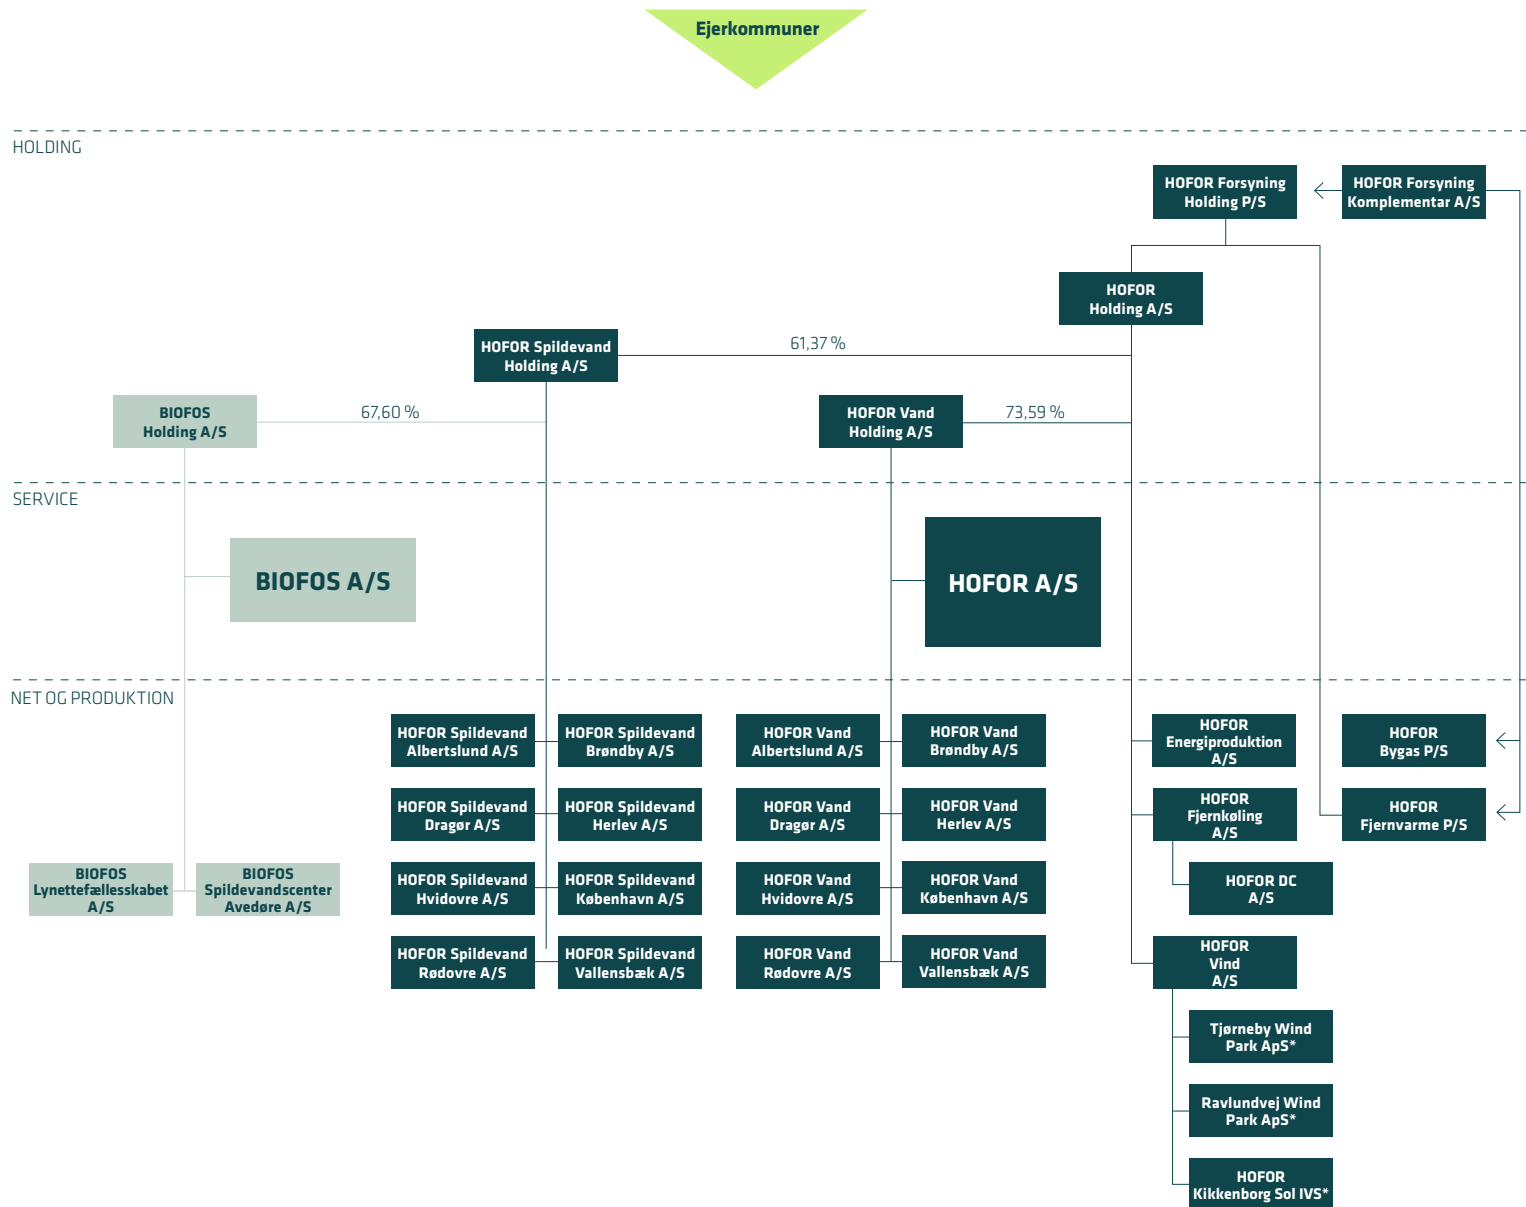 Ejerkommuner
HOLDING
HOFOR Forsyning
Holding P/S
HOFOR Forsyning
Komplementar A/S
HOFOR
Holding A/S
HOFOR Spildevand
Holding A/S
61,37 %
BIOFOS
Holding A/S
67,60 %
HOFOR Vand
Holding A/S
73,59 %
SERVICE
BIOFOS A/S
HOFOR A/S
NET OG PRODUKTION
HOFOR Spildevand
Albertslund A/S
HOFOR Spildevand
Brøndby A/S
HOFOR Vand
Albertslund A/S
HOFOR Vand
Brøndby A/S
HOFOR
Energiproduktion
A/S
HOFOR
Bygas P/S
HOFOR Spildevand
Dragør A/S
HOFOR Spildevand
Herlev A/S
HOFOR Vand
Dragør A/S
HOFOR Vand
Herlev A/S
HOFOR
Fjernkøling
A/S
HOFOR
Fjernvarme P/S
BIOFOS
Lynettefællesskabet
A/S
BIOFOS
Spildevandscenter
Avedøre A/S
HOFOR Spildevand
Hvidovre A/S
HOFOR Spildevand
København A/S
HOFOR Vand
Hvidovre A/S
HOFOR Vand
København A/S
HOFOR DC
A/S
HOFOR Spildevand
Rødovre A/S
HOFOR Spildevand
Vallensbæk A/S
HOFOR Vand
Rødovre A/S
HOFOR Vand
Vallensbæk A/S
HOFOR
Vind
A/S
Tjørneby Wind
Park ApS*
Ravlundvej Wind
Park ApS*
HOFOR
Kikkenborg Sol IVS*